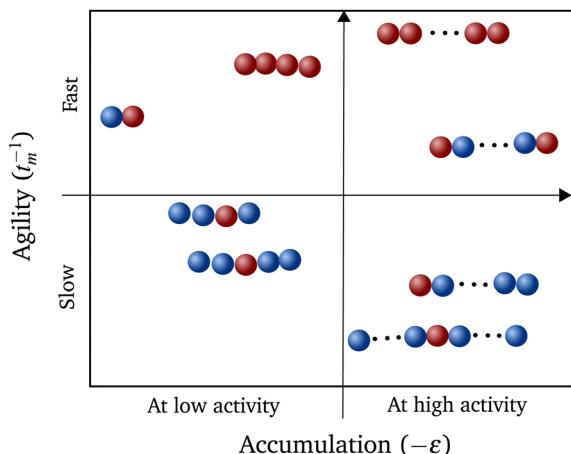 Agility (t_m^{-1})
Fast
Slow
At low activity
At high activity
Accumulation (−ε)